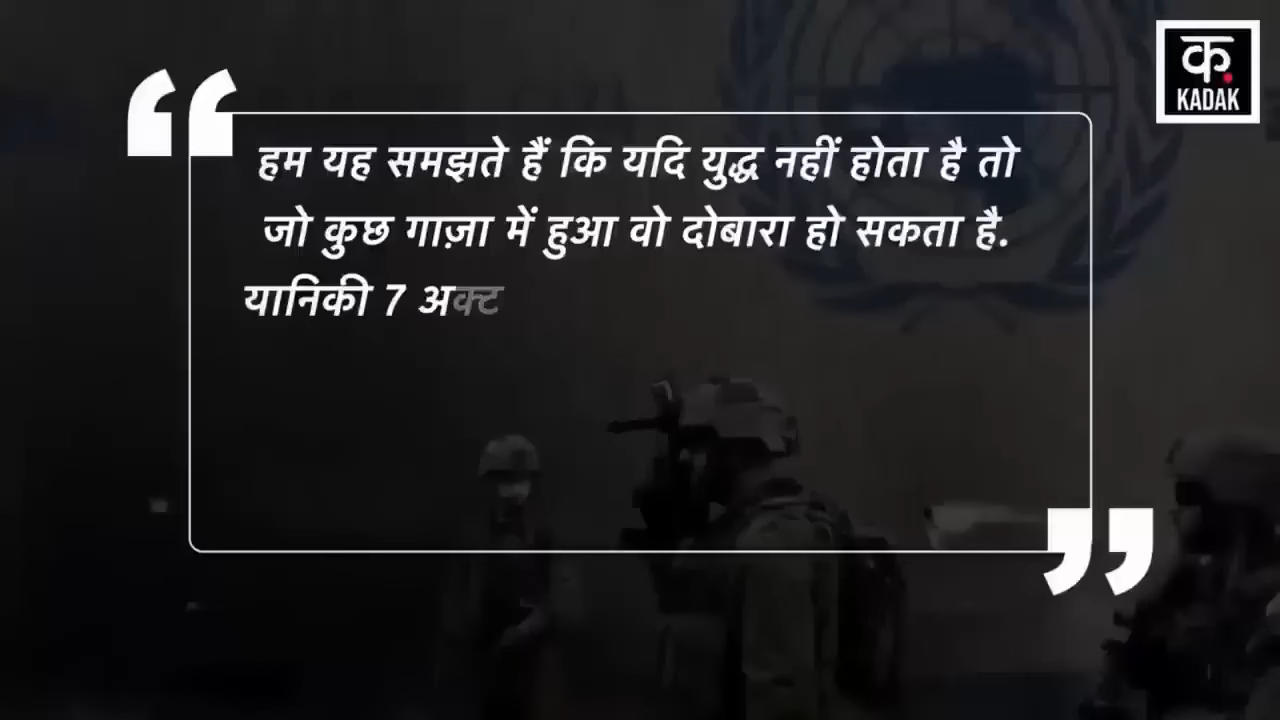 क.
KADAK
हम यह समझते हैं कि यदि युद्ध नहीं होता है तो
जो कुछ गाज़ा में हुआ वो दोबारा हो सकता है.
यानिकी 7 अक्ट